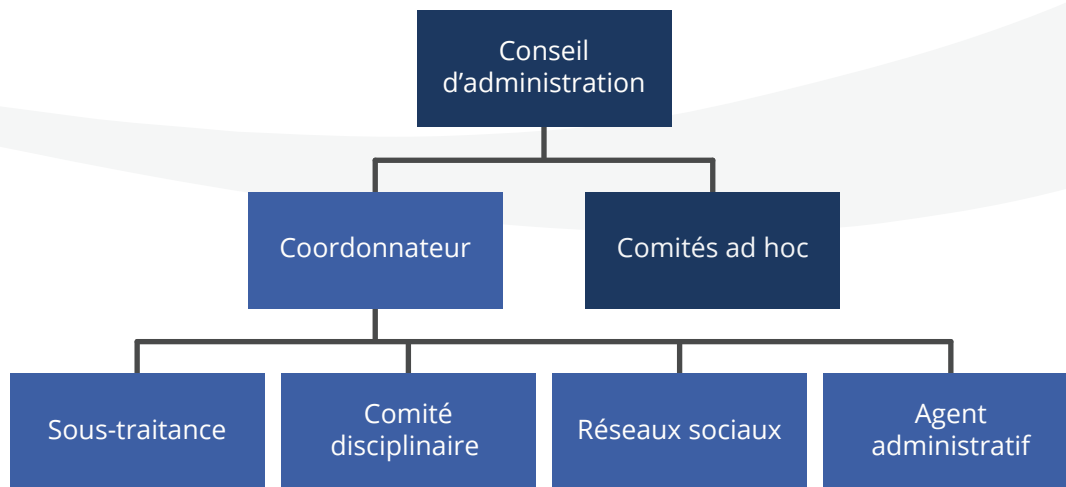 Conseil
d’administration
Coordonnateur
Comités ad hoc
Sous-traitance
Comité
disciplinaire
Réseaux sociaux
Agent
administratif